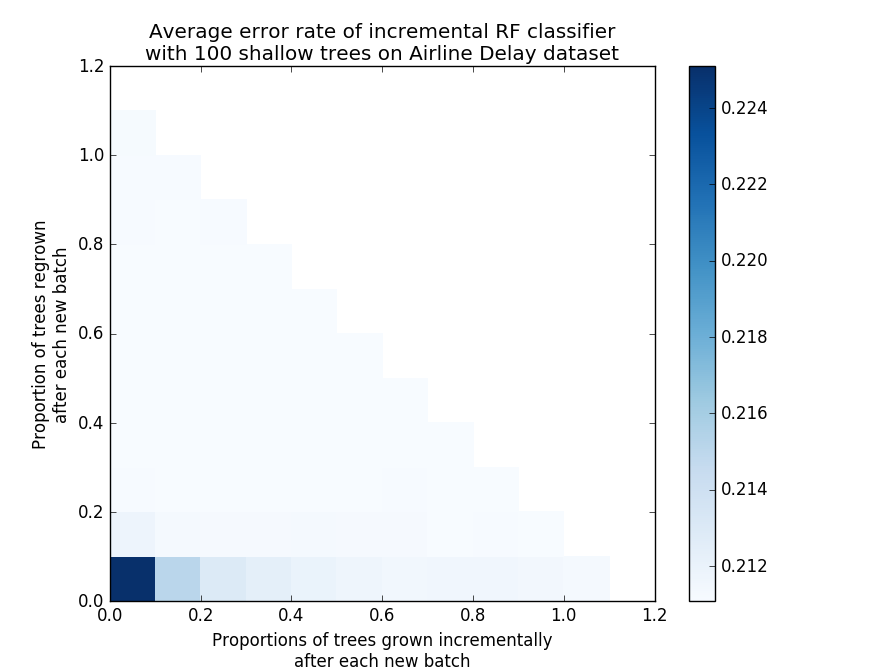 Average error rate of incremental RF classifier
with 100 shallow trees on Airline Delay dataset
1.2
1.0
0.8
0.6
0.4
0.2
0.0
Proportion of trees regrown
after each new batch
0.0 0.2 0.4 0.6 0.8 1.0 1.2
Proportions of trees grown incrementally
after each new batch
0.224
0.222
0.220
0.218
0.216
0.214
0.212